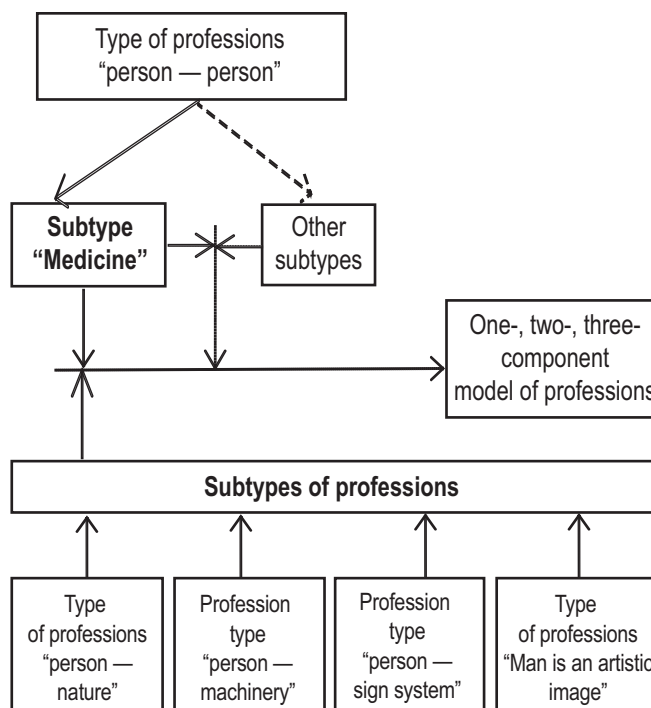 Type of professions
“person — person”
Subtype
“Medicine”
Other
subtypes
One-, two-, three-
component
model of professions
Subtypes of professions
Type
of professions
“person —
nature”
Profession
type
“person —
machinery”
Profession
type
“person —
sign system”
Type
of professions
“Man is an artistic
image”